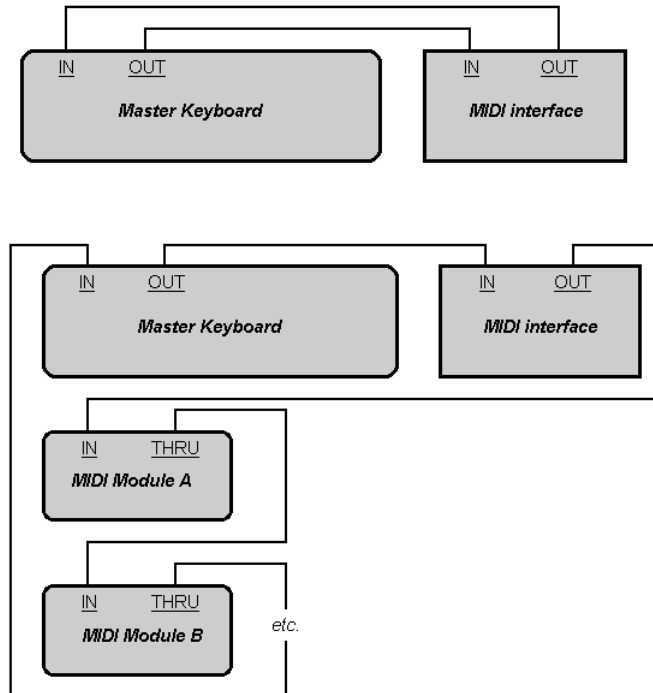 IN OUT IN OUT
Master Keyboard MIDI interface
IN OUT IN OUT
Master Keyboard MIDI interface
IN THRU
MIDI Module A
IN THRU
MIDI Module B
etc.